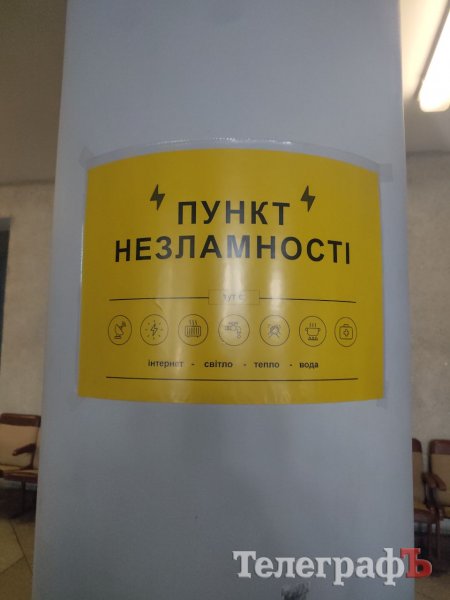 ПУНКТ
НЕЗЛАМНОСТІ
тут є
інтернет - світло - тепло - вода
ТелеграфЪ